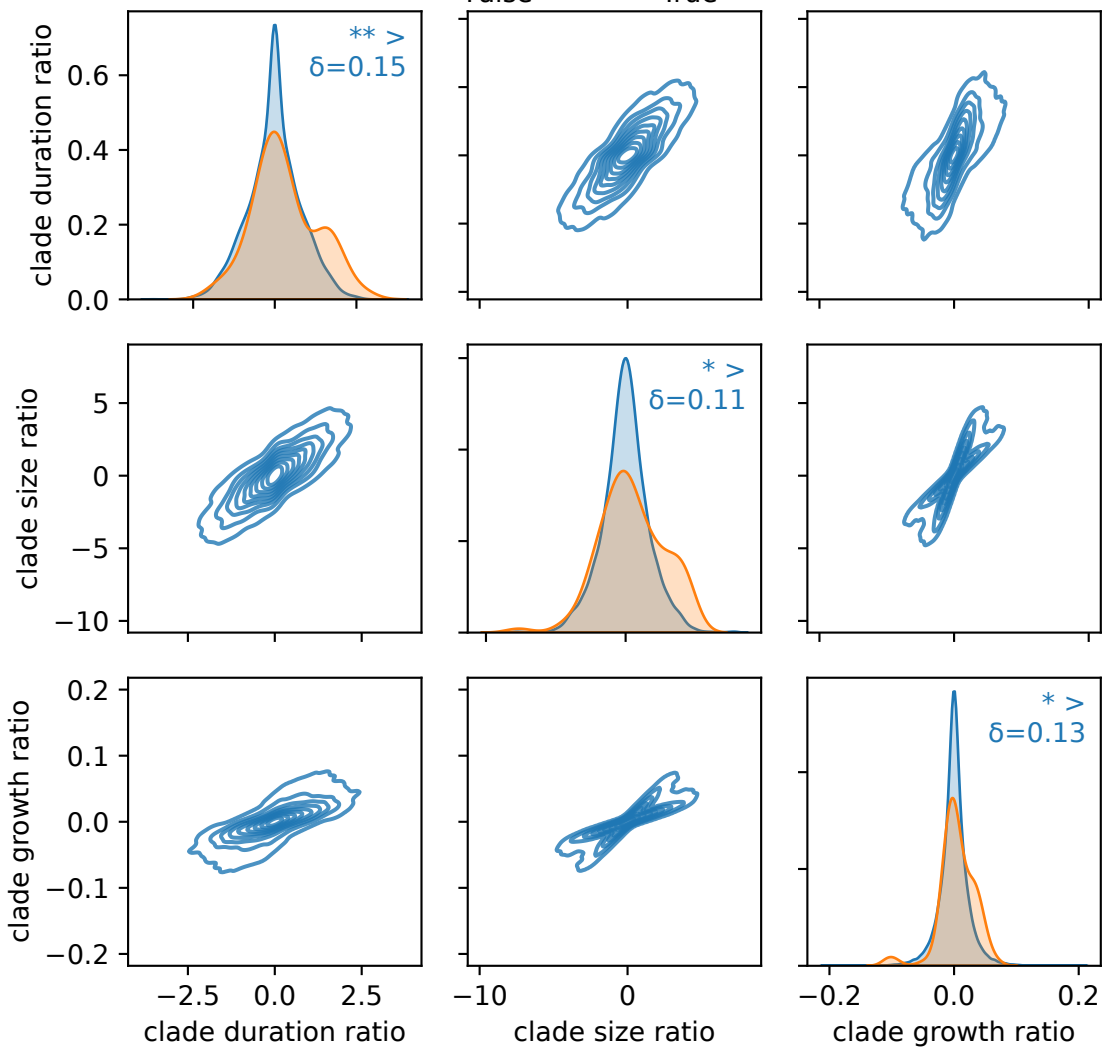 False True
clade duration ratio
0.6
0.4
0.2
0.0
** >
δ=0.15
clade size ratio
5
0
−5
−10
* >
δ=0.11
clade growth ratio
0.2
0.1
0.0
−0.1
−0.2
* >
δ=0.13
−2.5 0.0 2.5
−10 0
−0.2 0.0 0.2
clade duration ratio
clade size ratio
clade growth ratio